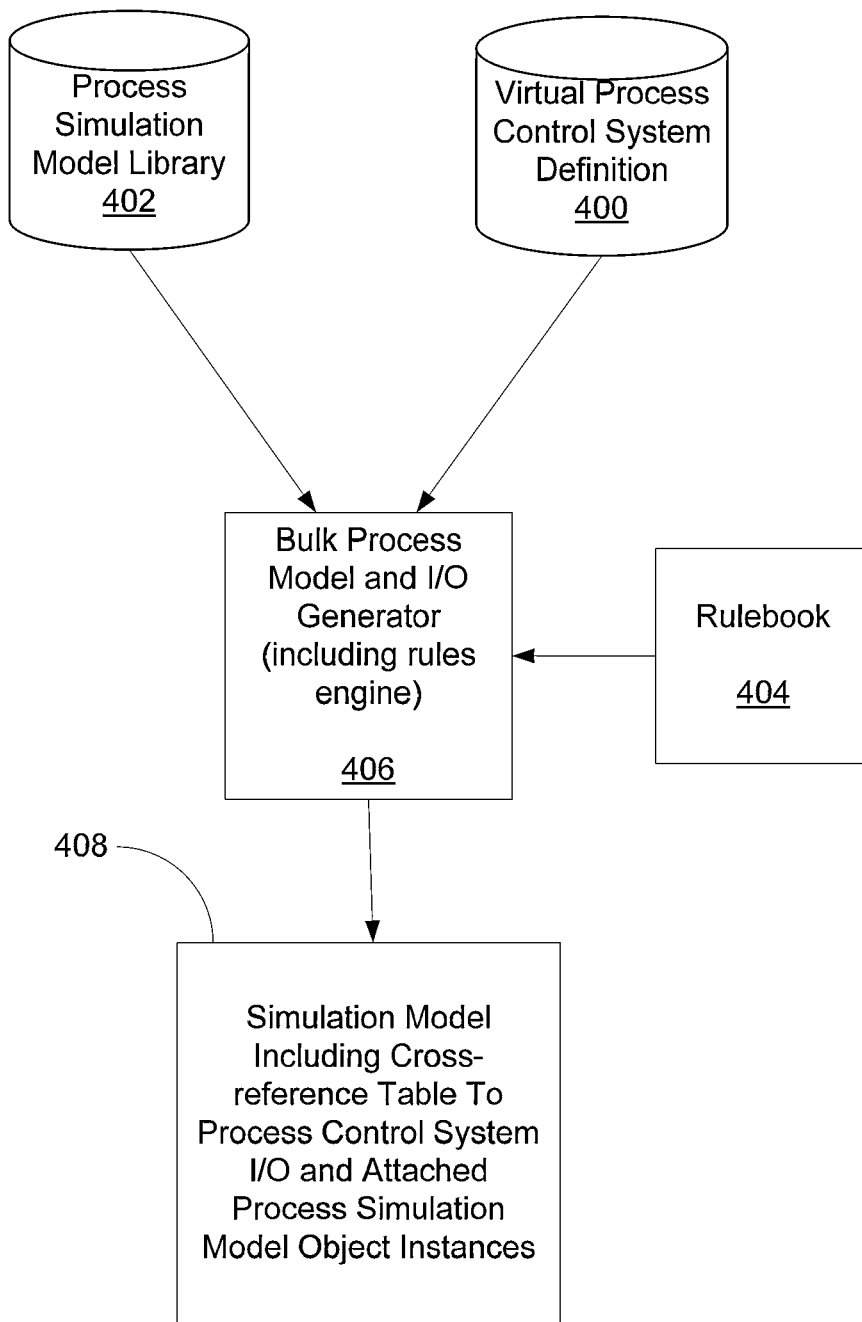 Process
Simulation
Model Library
402
Virtual Process
Control System
Definition
400
Bulk Process
Model and I/O
Generator
(including rules
engine)
406
Rulebook
404
408
Simulation Model
Including Cross-
reference Table To
Process Control System
I/O and Attached
Process Simulation
Model Object Instances